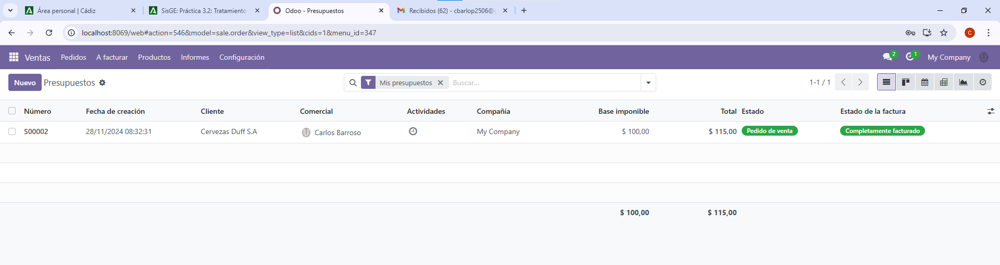 Área personal | Cádiz
SisGE: Práctica 3.2: Tratamiento
Odoo - Presupuestos
Recibidos (62) - cbarlop2506@g
localhost:8069/web#action=546&model=sale.order&view_type=list&cids=1&menu_id=347
C
Ventas Pedidos A facturar Productos Informes Configuración 2 1 My Company
Nuevo Presupuestos Mis presupuestos Buscar... 1-1 / 1
Número Fecha de creación Cliente Comercial Actividades Compañía Base imponible Total Estado Estado de la factura
S00002 28/11/2024 08:32:31 Cervezas Duff S.A Carlos Barroso My Company $ 100,00 $ 115,00 Pedido de venta Completamente facturado
$ 100,00 $ 115,00